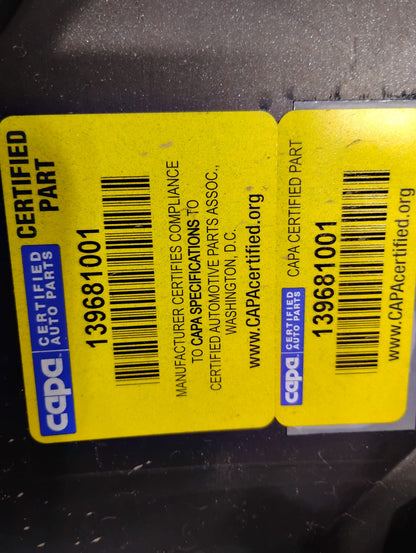 CERTIFIED
PART
capa
CERTIFIED
AUTO PARTS
139681001
MANUFACTURER CERTIFIES COMPLIANCE
TO CAPA SPECIFICATIONS TO
CERTIFIED AUTOMOTIVE PARTS ASSOC.,
WASHINGTON, D.C.
www.CAPAcertified.org
capa
CERTIFIED
AUTO PARTS
CAPA CERTIFIED PART
139681001
www.CAPAcertified.org